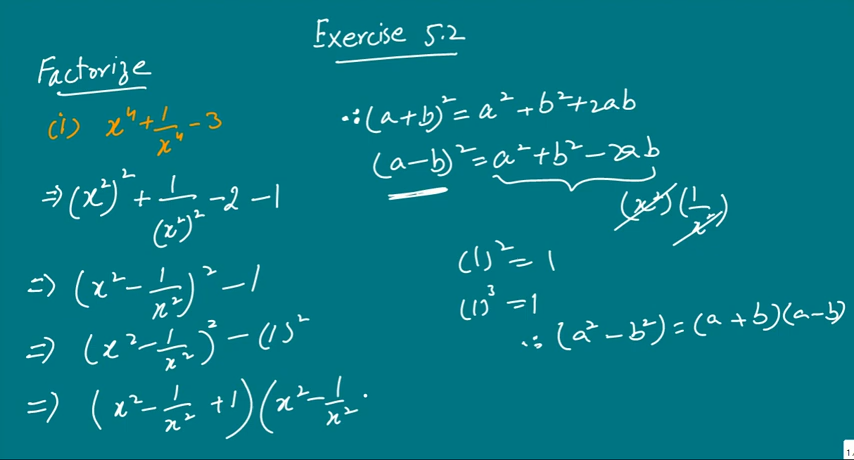 Exercise 5.2
Factorize
(i) x⁴ + 1/x⁴ - 3
⇒ (x²)² + 1/(x²)² - 2 - 1
⇒ (x² - 1/x²)² - 1
⇒ (x² - 1/x²)² - (1)²
⇒ (x² - 1/x² + 1)(x² - 1/x²
∵ (a+b)² = a² + b² + 2ab
(a-b)² = a² + b² - 2ab
(x²)(1/x²)
(1)² = 1
(1)³ = 1
∵ (a² - b²) = (a + b)(a - b)